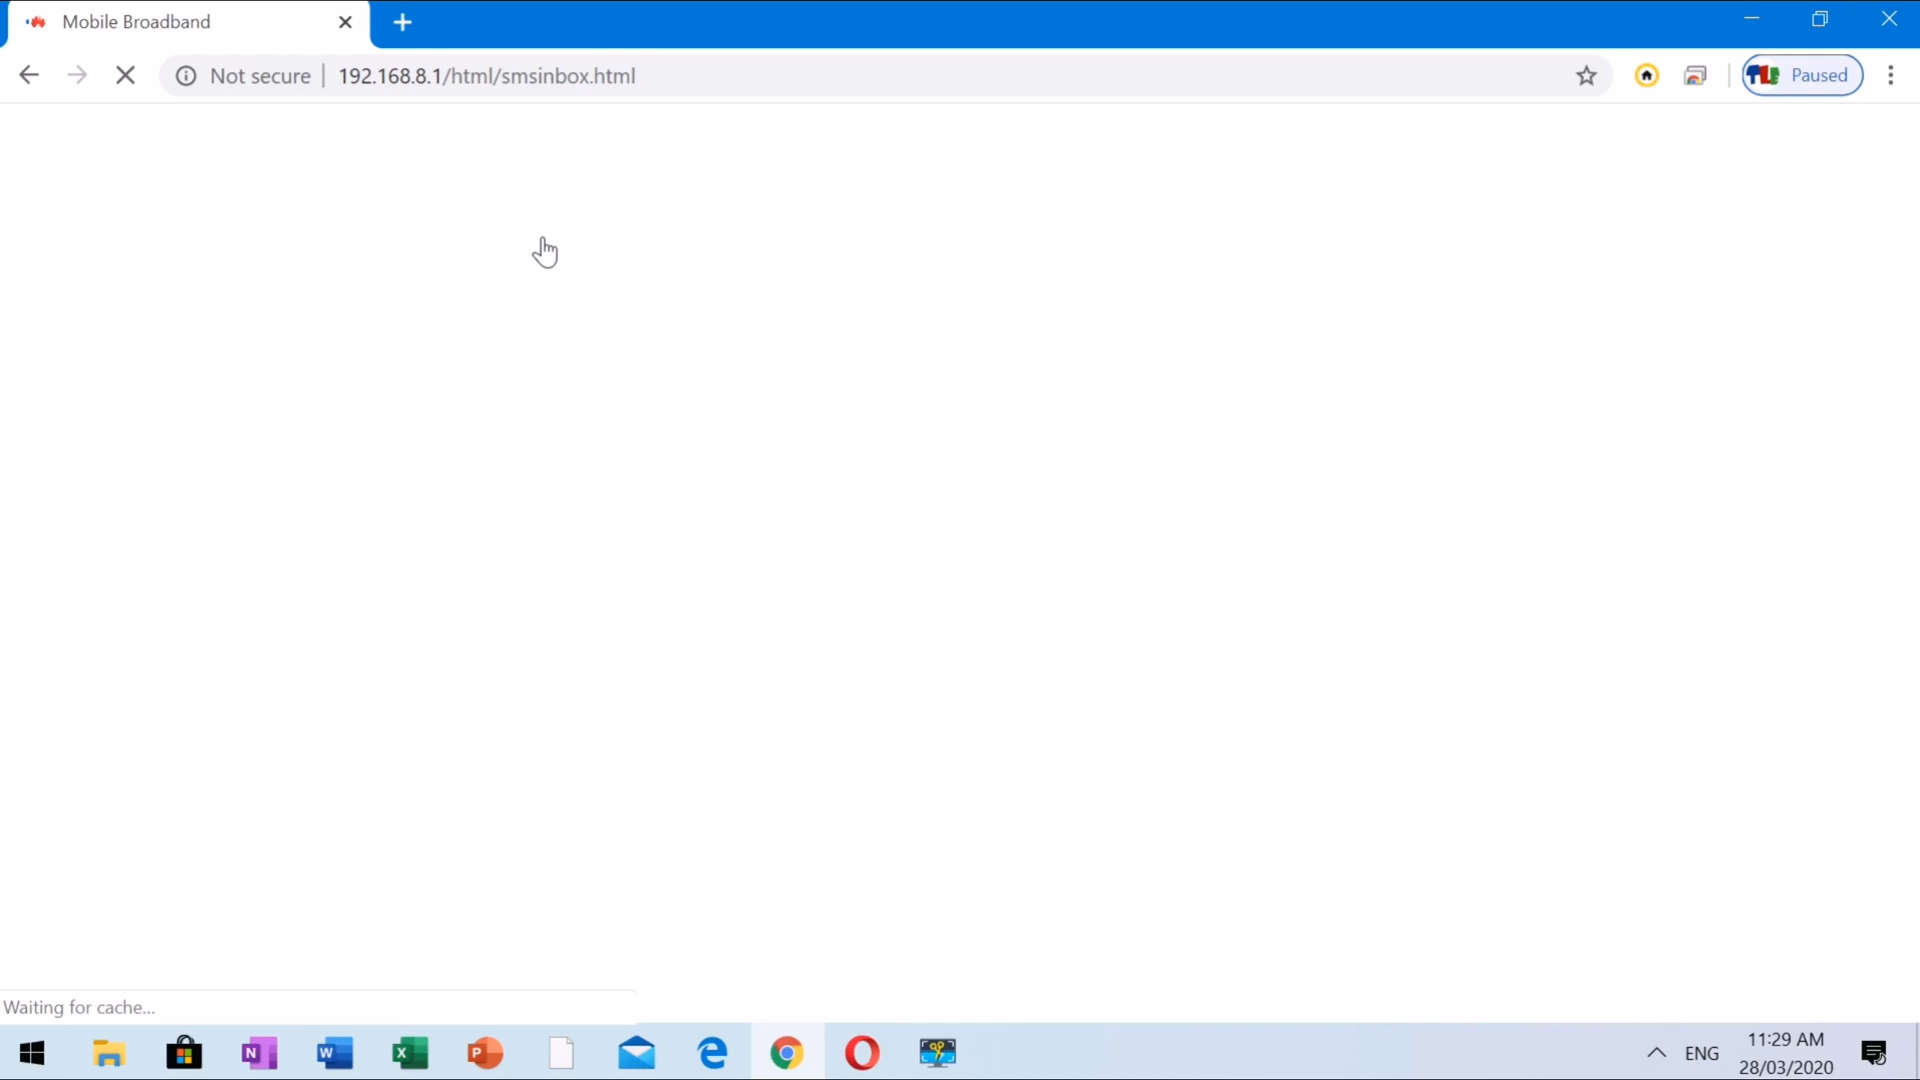 Mobile Broadband
Not secure | 192.168.8.1/html/smsinbox.html
TLE Paused
Waiting for cache...
N W X P
ENG
11:29 AM
28/03/2020